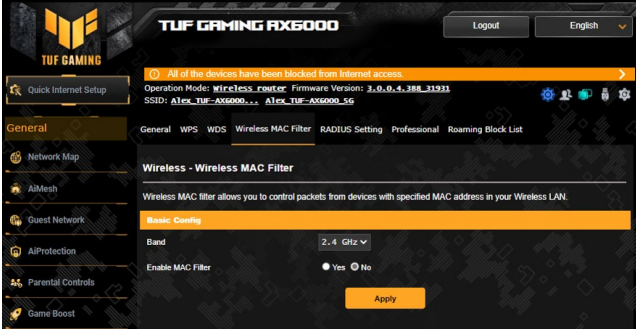 TUF GAMING
TUF GAMING AX6000
Logout
English
Quick Internet Setup
General
Network Map
AiMesh
Guest Network
AiProtection
Parental Controls
Game Boost
All of the devices have been blocked from Internet access.
Operation Mode: Wireless router Firmware Version: 3.0.0.4.388_31931
SSID: Alex_TUF-AX6000... Alex_TUF-AX6000_5G
General WPS WDS Wireless MAC Filter RADIUS Setting Professional Roaming Block List
Wireless - Wireless MAC Filter
Wireless MAC filter allows you to control packets from devices with specified MAC address in your Wireless LAN.
Basic Config
Band 2.4 GHz
Enable MAC Filter Yes No
Apply